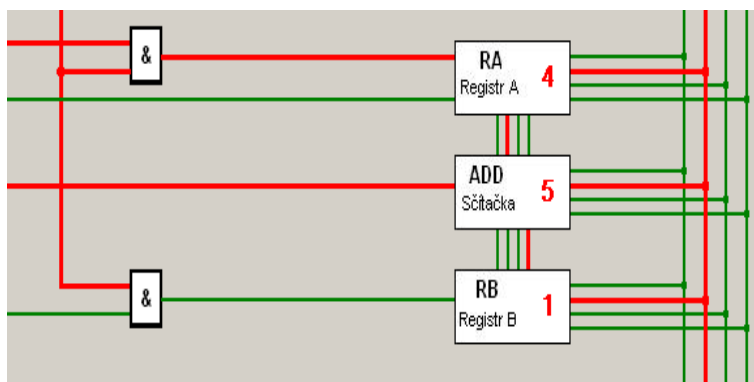 &
RA
Registr A 4
ADD
Sčítačka 5
&
RB
Registr B 1